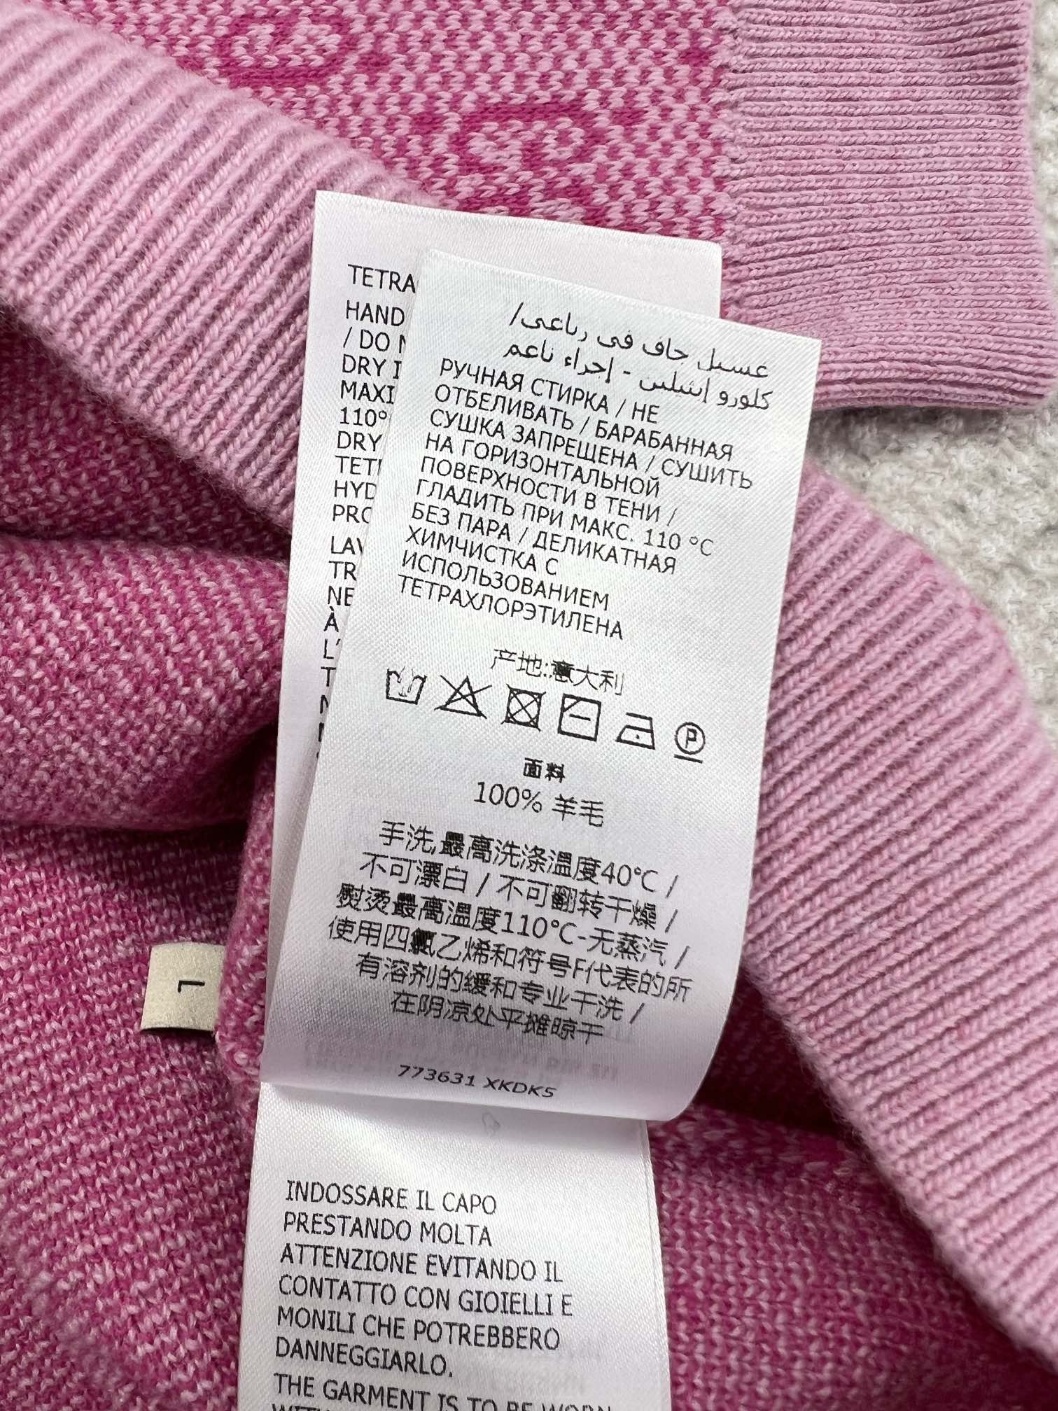 TETRA
HAND
/ DO N
DRY I
MAXI
110°
DRY
TET
HYD
PRO
LAV
TR
NE
À
L'
T
غسيل جاف في رباعي/
كلورو إيثيلين - إجراء ناعم
РУЧНАЯ СТИРКА / НЕ
ОТБЕЛИВАТЬ / БАРАБАННАЯ
СУШКА ЗАПРЕЩЕНА / СУШИТЬ
НА ГОРИЗОНТАЛЬНОЙ
ПОВЕРХНОСТИ В ТЕНИ /
ГЛАДИТЬ ПРИ МАКС. 110 °C
БЕЗ ПАРА / ДЕЛИКАТНАЯ
ХИМЧИСТКА С
ИСПОЛЬЗОВАНИЕМ
ТЕТРАХЛОРЭТИЛЕНА
产地:意大利
P
面料
100% 羊毛
手洗,最高洗涤温度40°C /
不可漂白 / 不可翻转干燥 /
熨烫最高温度110°C-无蒸汽 /
使用四氯乙烯和符号F代表的所
有溶剂的缓和专业干洗 /
在阴凉处平摊晾干
773631 XKDK5
L
INDOSSARE IL CAPO
PRESTANDO MOLTA
ATTENZIONE EVITANDO IL
CONTATTO CON GIOIELLI E
MONILI CHE POTREBBERO
DANNEGGIARLO.
THE GARMENT IS TO BE WORN